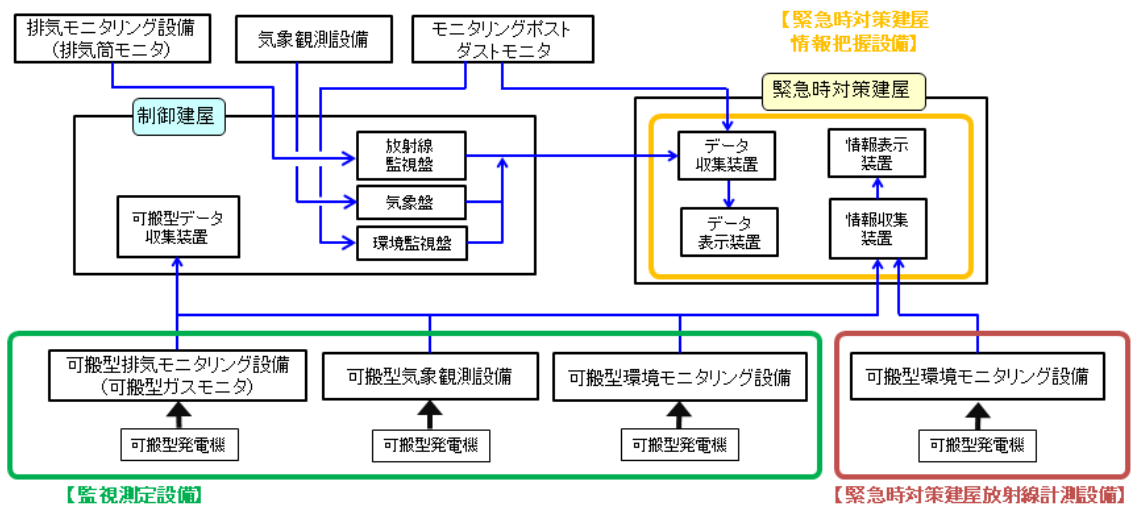 排気モニタリング設備
（排気筒モニタ）
気象観測設備
モニタリングポスト
ダストモニタ
【緊急時対策建屋
情報把握設備】
制御建屋
緊急時対策建屋
放射線
監視盤
気象盤
環境監視盤
可搬型データ
収集装置
データ
収集装置
データ
表示装置
情報表示
装置
情報収集
装置
可搬型排気モニタリング設備
（可搬型ガスモニタ）
可搬型気象観測設備
可搬型環境モニタリング設備
可搬型環境モニタリング設備
可搬型発電機
可搬型発電機
可搬型発電機
可搬型発電機
【監視測定設備】
【緊急時対策建屋放射線計測設備】